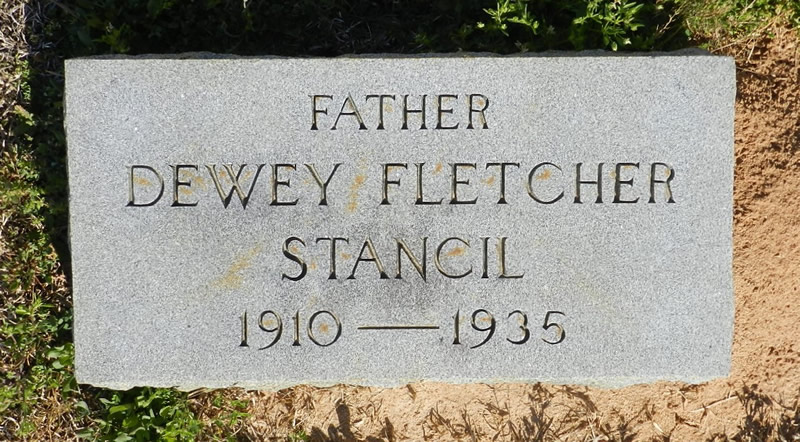 FATHER
DEWEY FLETCHER
STANCIL
1910 — 1935